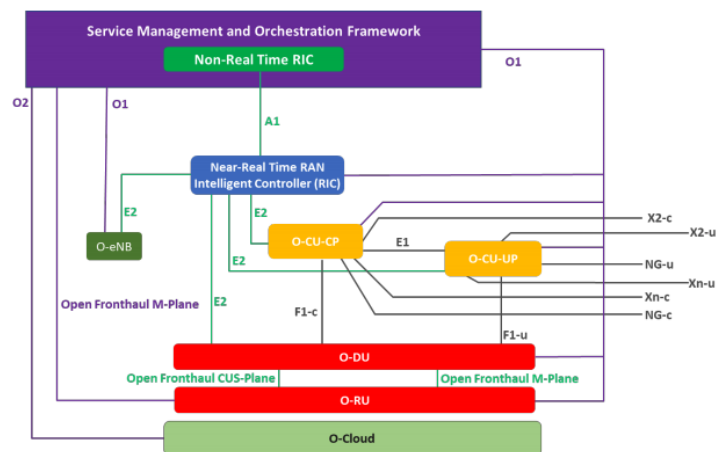 Service Management and Orchestration Framework
Non-Real Time RIC
O1
O2
O1
A1
Near-Real Time RAN
Intelligent Controller (RIC)
E2
E2
O-eNB
O-CU-CP
E1
O-CU-UP
X2-c
X2-u
NG-u
Xn-u
Xn-c
NG-c
E2
Open Fronthaul M-Plane
E2
F1-c
F1-u
O-DU
Open Fronthaul CUS-Plane
Open Fronthaul M-Plane
O-RU
O-Cloud